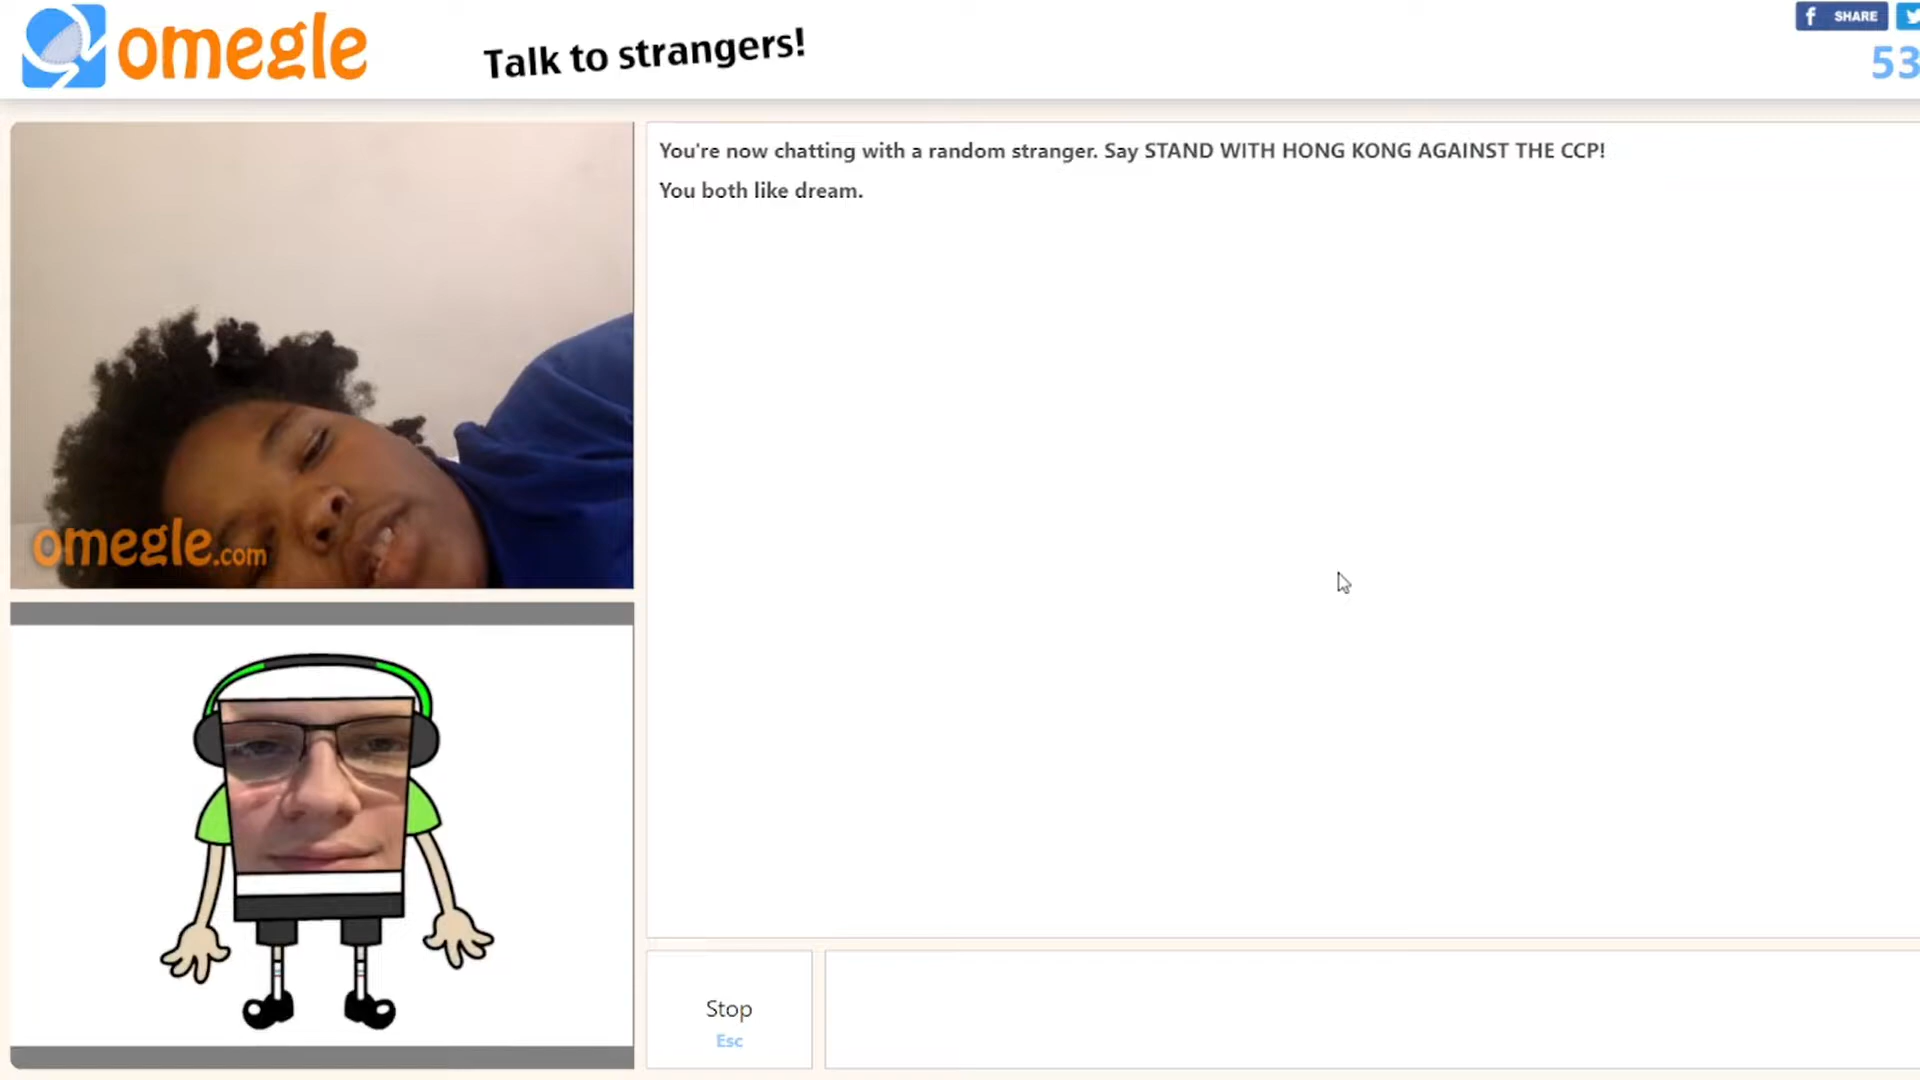 omegle
Talk to strangers!
SHARE
53
You're now chatting with a random stranger. Say STAND WITH HONG KONG AGAINST THE CCP!
You both like dream.
omegle.com
Stop
Esc